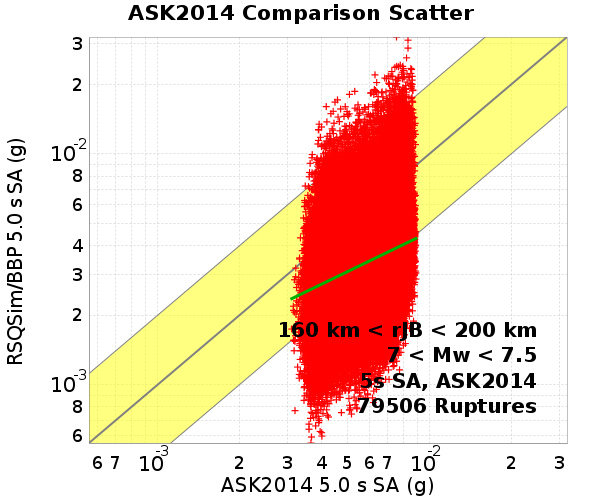 ASK2014 Comparison Scatter
RSQSim/BBP 5.0 s SA (g)
3
2
10-2
8
6
4
3
2
10-3
8
6
160 km < rJB < 200 km
7 < Mw < 7.5
5s SA, ASK2014
79506 Ruptures
6 7 10-3 2 3 4 5 6 7 10-2 2 3
ASK2014 5.0 s SA (g)